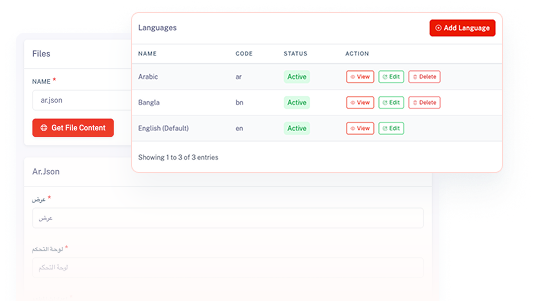 Languages
Add Language
NAME CODE STATUS ACTION
Arabic ar Active View Edit Delete
Bangla bn Active View Edit Delete
English (Default) en Active View Edit
Showing 1 to 3 of 3 entries
Files
NAME *
ar.json
Get File Content
Ar.Json
عرض *
عرض
لوحة التحكم *
لوحة التحكم